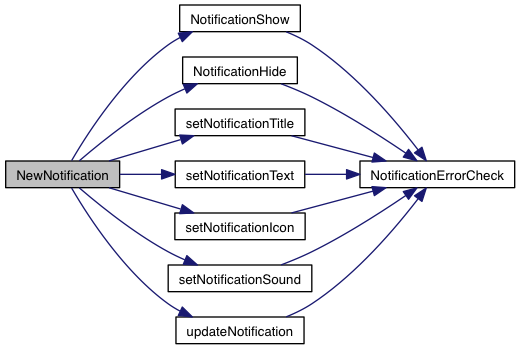 NotificationShow
NotificationHide
setNotificationTitle
NewNotification
setNotificationText
NotificationErrorCheck
setNotificationIcon
setNotificationSound
updateNotification